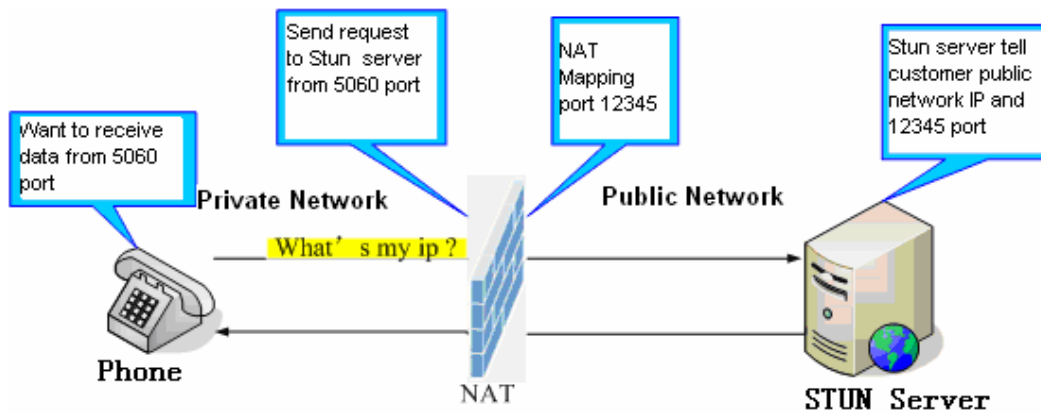 Send request
to Stun server
from 5060 port
NAT
Mapping
port 12345
Stun server tell
customer public
network IP and
12345 port
Want to receive
data from 5060
port
Private Network
Public Network
What's my ip ?
Phone
NAT
STUN Server